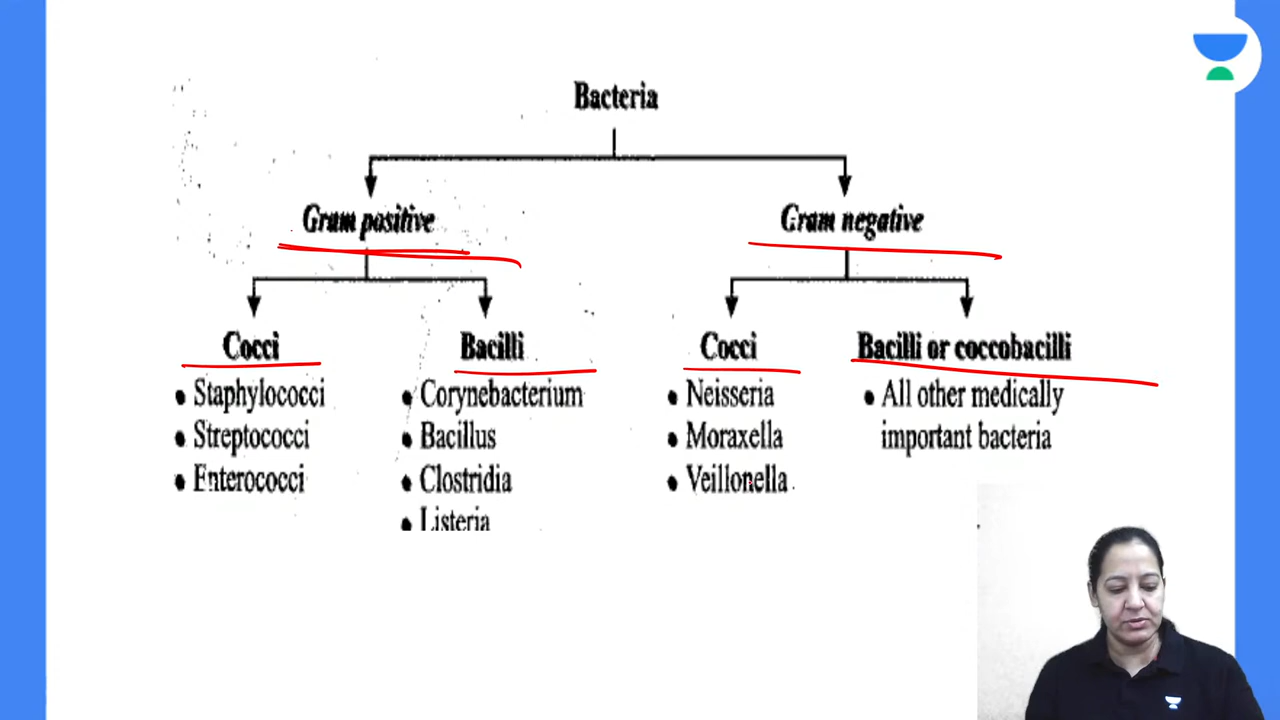 Bacteria
Gram positive
Gram negative
Cocci
Bacilli
Cocci
Bacilli or coccobacilli
• Staphylococci
• Streptococci
• Enterococci
• Corynebacterium
• Bacillus
• Clostridia
• Listeria
• Neisseria
• Moraxella
• Veillonella
• All other medically
important bacteria